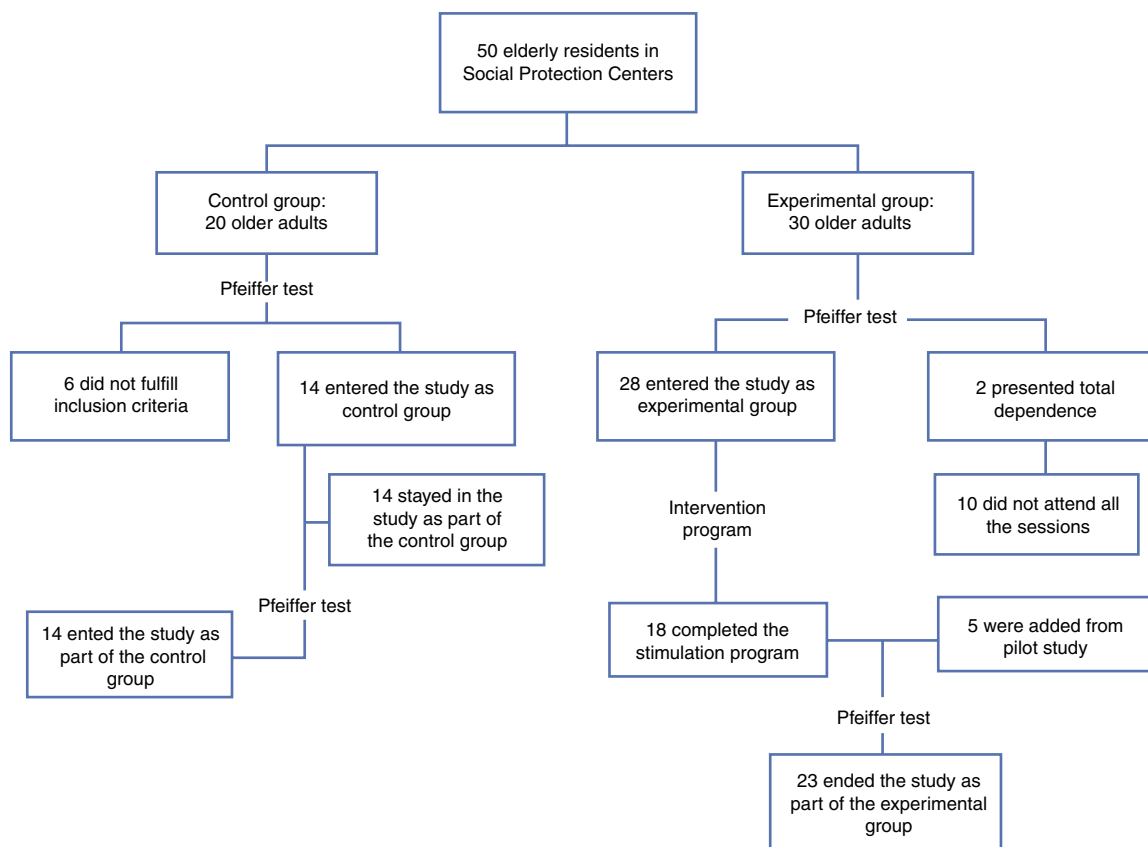 50 elderly residents in
Social Protection Centers
Control group:
20 older adults
Experimental group:
30 older adults
Pfeiffer test
Pfeiffer test
6 did not fulfill
inclusion criteria
14 entered the study as
control group
28 entered the study as
experimental group
2 presented total
dependence
14 stayed in the
study as part of
the control group
Intervention
program
10 did not attend all
the sessions
Pfeiffer test
14 ented the study as
part of the control
group
18 completed the
stimulation program
5 were added from
pilot study
Pfeiffer test
23 ended the study as
part of the experimental
group